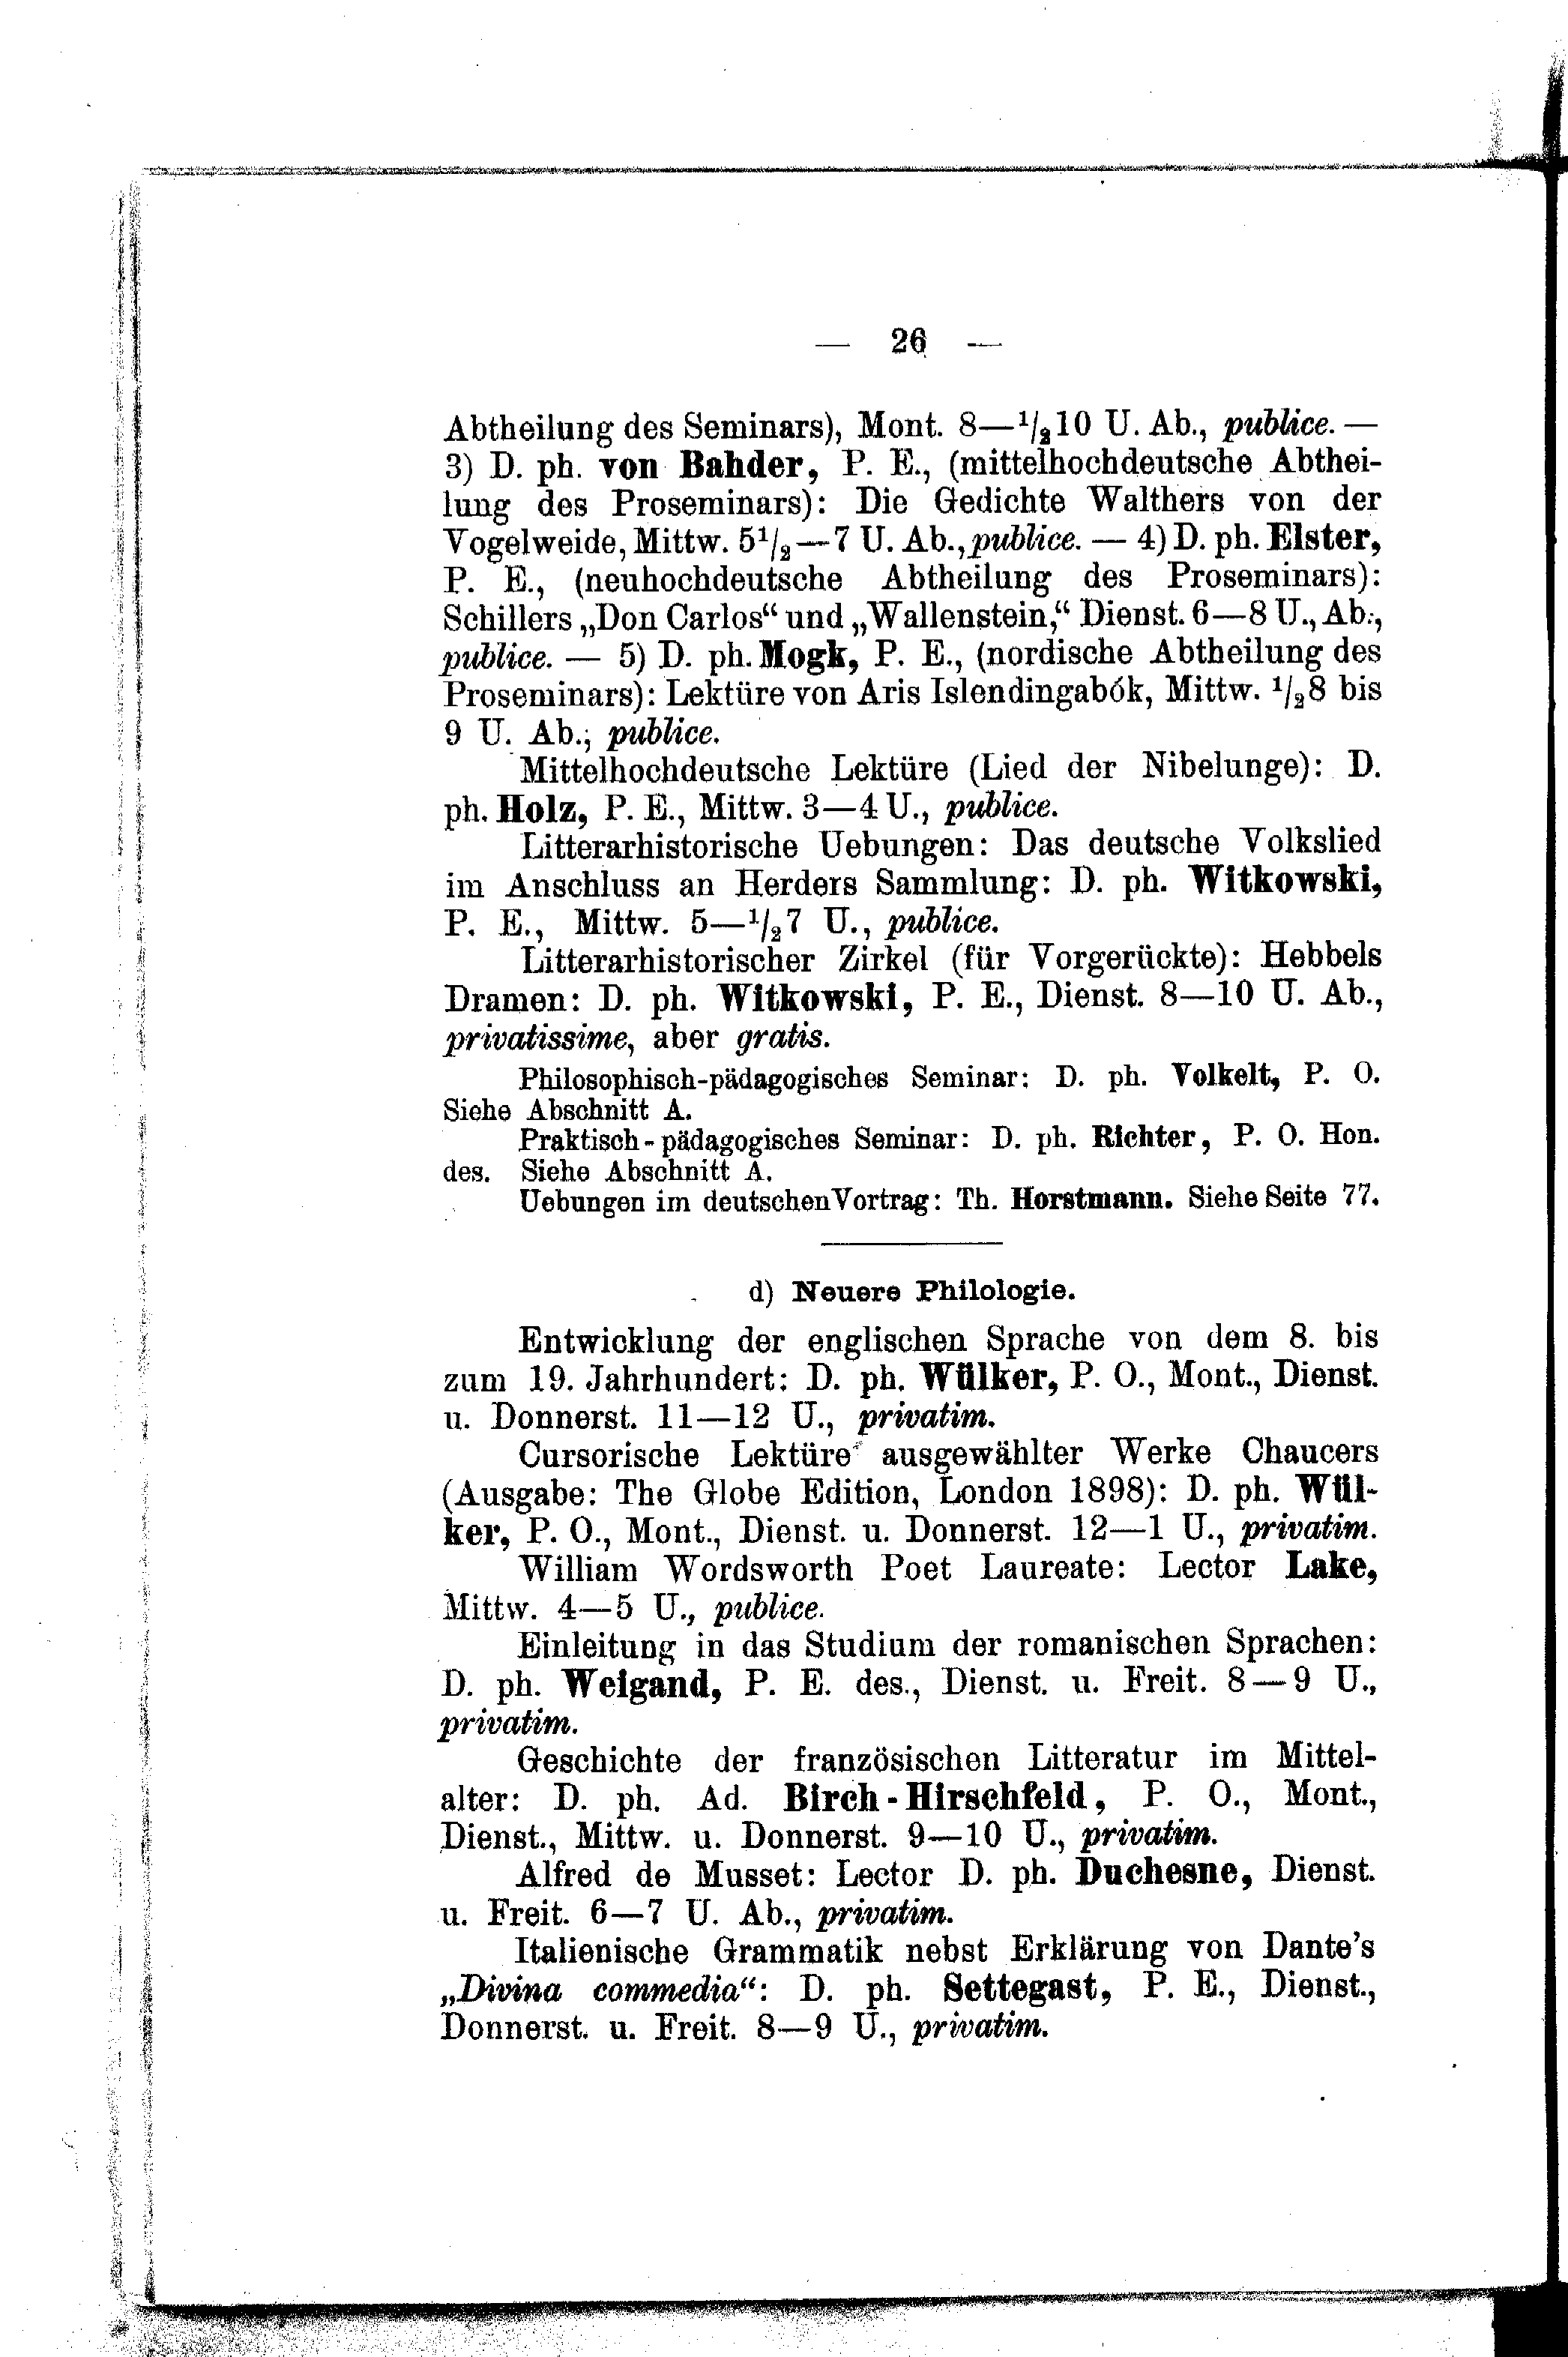 — 26 —
Abtheilung des Seminars), Mont. 8—1/210 U. Ab., publice. —
3) D. ph. von Bahder, P. E., (mittelhochdeutsche Abthei-
lung des Proseminars): Die Gedichte Walthers von der
Vogelweide, Mittw. 51/2—7 U. Ab., publice. — 4) D. ph. Elster,
P. E., (neuhochdeutsche Abtheilung des Proseminars):
Schillers „Don Carlos“ und „Wallenstein,“ Dienst. 6—8 U., Ab.,
publice. — 5) D. ph. Mogk, P. E., (nordische Abtheilung des
Proseminars): Lektüre von Aris Islendingabók, Mittw. 1/28 bis
9 U. Ab., publice.
Mittelhochdeutsche Lektüre (Lied der Nibelunge): D.
ph. Holz, P. E., Mittw. 3—4 U., publice.
Litterarhistorische Uebungen: Das deutsche Volkslied
im Anschluss an Herders Sammlung: D. ph. Witkowski,
P. E., Mittw. 5—1/27 U., publice.
Litterarhistorischer Zirkel (für Vorgerückte): Hebbels
Dramen: D. ph. Witkowski, P. E., Dienst. 8—10 U. Ab.,
privatissime, aber gratis.
Philosophisch-pädagogisches Seminar: D. ph. Volkelt, P. O.
Siehe Abschnitt A.
Praktisch-pädagogisches Seminar: D. ph. Richter, P. O. Hon.
des. Siehe Abschnitt A.
Uebungen im deutschen Vortrag: Th. Horstmann. Siehe Seite 77.
d) Neuere Philologie.
Entwicklung der englischen Sprache von dem 8. bis
zum 19. Jahrhundert: D. ph. Wülker, P. O., Mont., Dienst.
u. Donnerst. 11—12 U., privatim.
Cursorische Lektüre ausgewählter Werke Chaucers
(Ausgabe: The Globe Edition, London 1898): D. ph. Wül-
ker, P. O., Mont., Dienst. u. Donnerst. 12—1 U., privatim.
William Wordsworth Poet Laureate: Lector Lake,
Mittw. 4—5 U., publice.
Einleitung in das Studium der romanischen Sprachen:
D. ph. Weigand, P. E. des., Dienst. u. Freit. 8—9 U.,
privatim.
Geschichte der französischen Litteratur im Mittel-
alter: D. ph. Ad. Birch-Hirschfeld, P. O., Mont.,
Dienst., Mittw. u. Donnerst. 9—10 U., privatim.
Alfred de Musset: Lector D. ph. Duchesne, Dienst.
u. Freit. 6—7 U. Ab., privatim.
Italienische Grammatik nebst Erklärung von Dante's
„Divina commedia“: D. ph. Settegast, P. E., Dienst.,
Donnerst. u. Freit. 8—9 U., privatim.